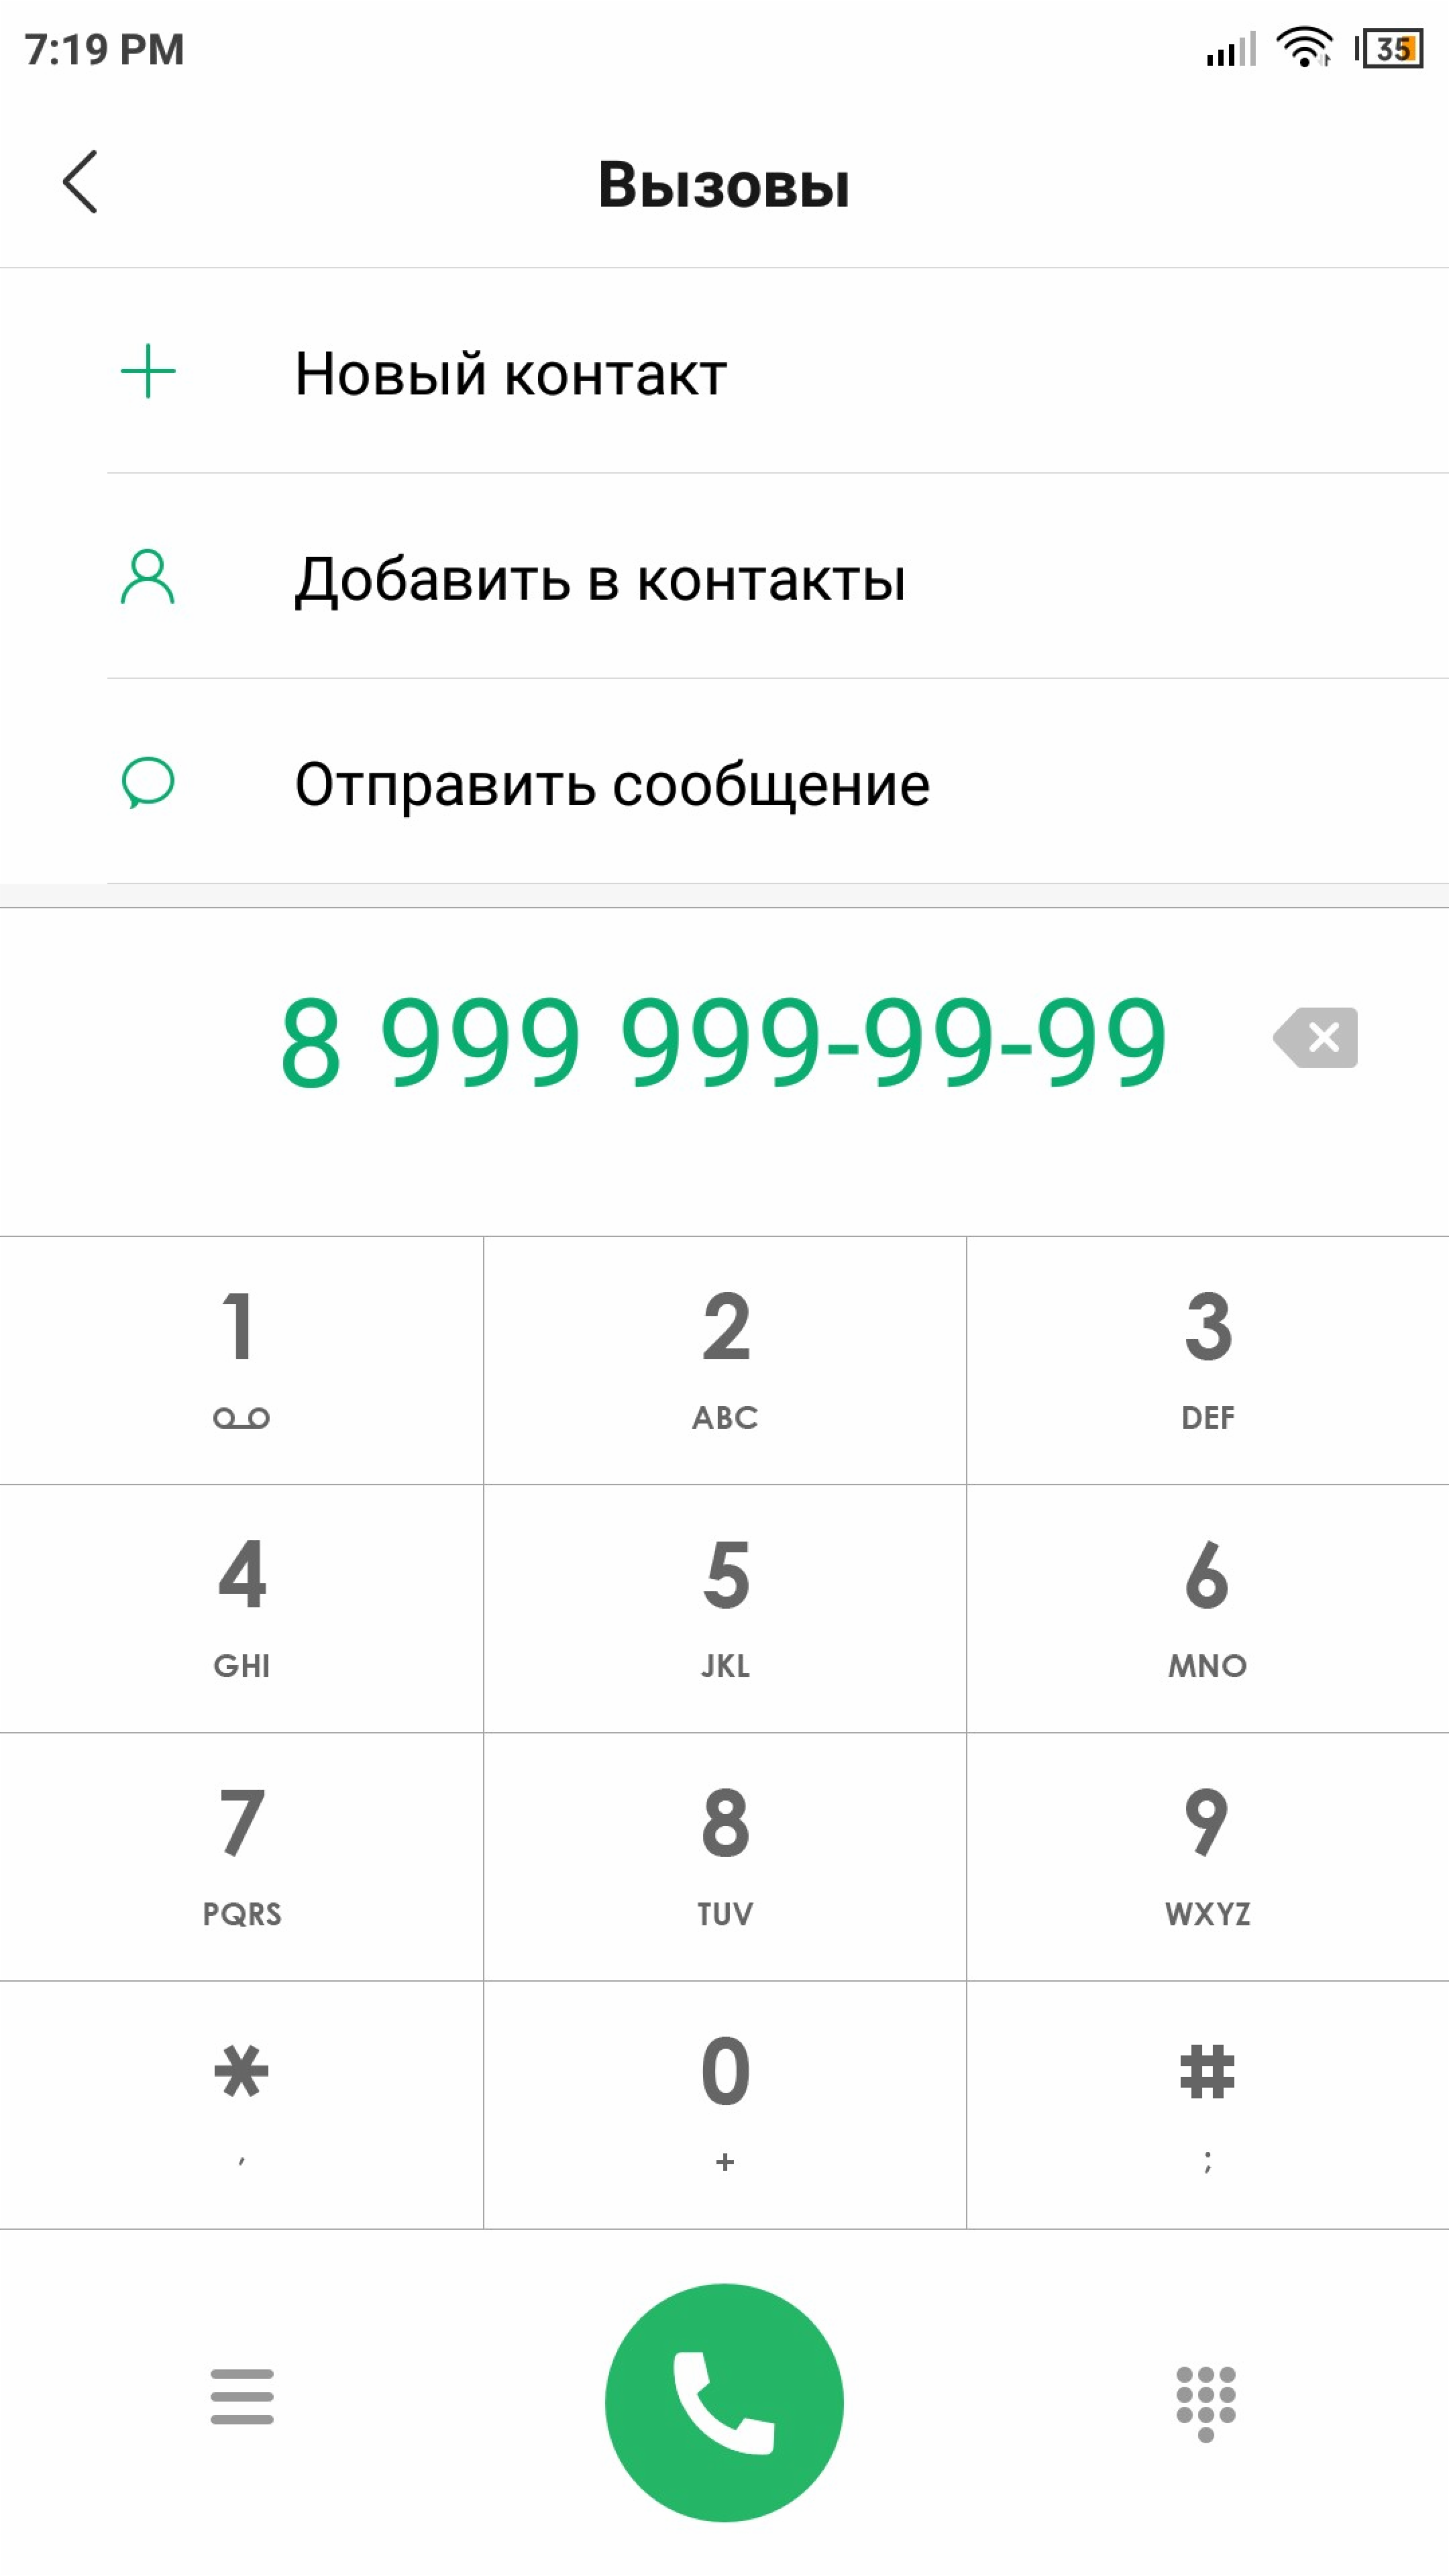 7:19 PM
35
Вызовы
Новый контакт
Добавить в контакты
Отправить сообщение
8 999 999-99-99
1 2 3
ABC DEF
4 5 6
GHI JKL MNO
7 8 9
PQRS TUV WXYZ
* 0 #
, + ;